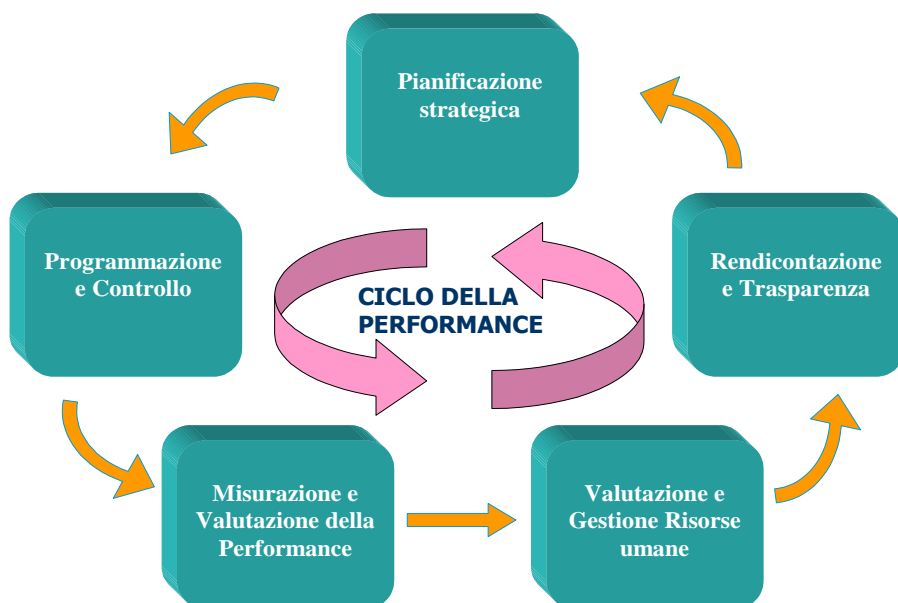 Pianificazione
strategica
Programmazione
e Controllo
Rendicontazione
e Trasparenza
CICLO DELLA
PERFORMANCE
Misurazione e
Valutazione della
Performance
Valutazione e
Gestione Risorse
umane